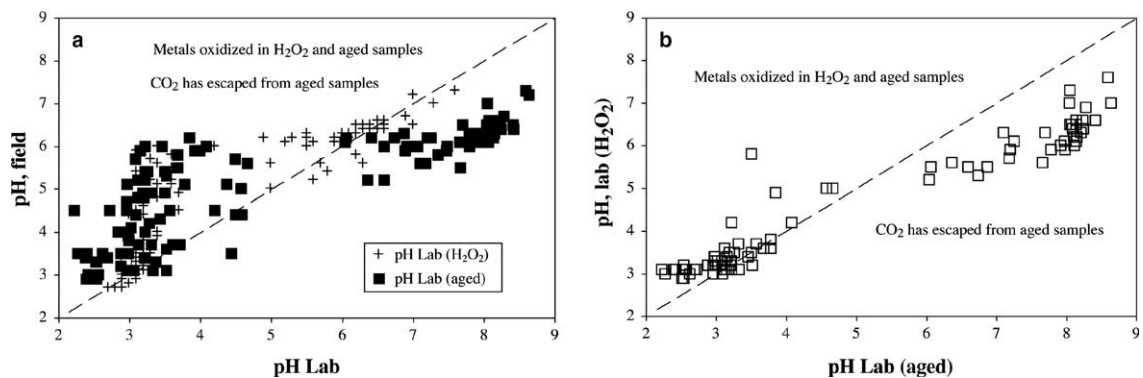 a
Metals oxidized in H₂O₂ and aged samples
CO₂ has escaped from aged samples
pH, field
9
8
7
6
5
4
3
2
pH Lab (H₂O₂)
pH Lab (aged)
2 3 4 5 6 7 8 9
pH Lab
b
Metals oxidized in H₂O₂ and aged samples
CO₂ has escaped from aged samples
pH, lab (H₂O₂)
9
8
7
6
5
4
3
2
2 3 4 5 6 7 8 9
pH Lab (aged)